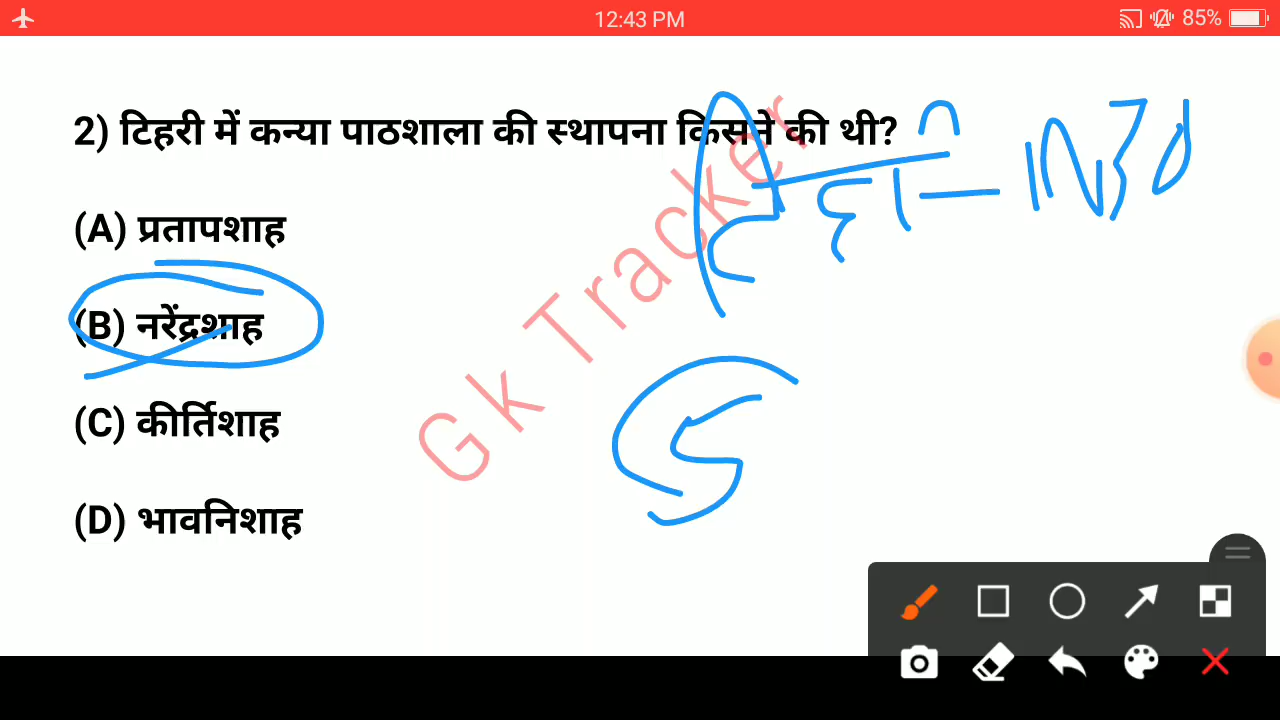 12:43 PM
85%
2) टिहरी में कन्या पाठशाला की स्थापना किसने की थी?
(A) प्रतापशाह
(B) नरेंद्रशाह
(C) कीर्तिशाह
(D) भावनिशाह
Gk Tracker